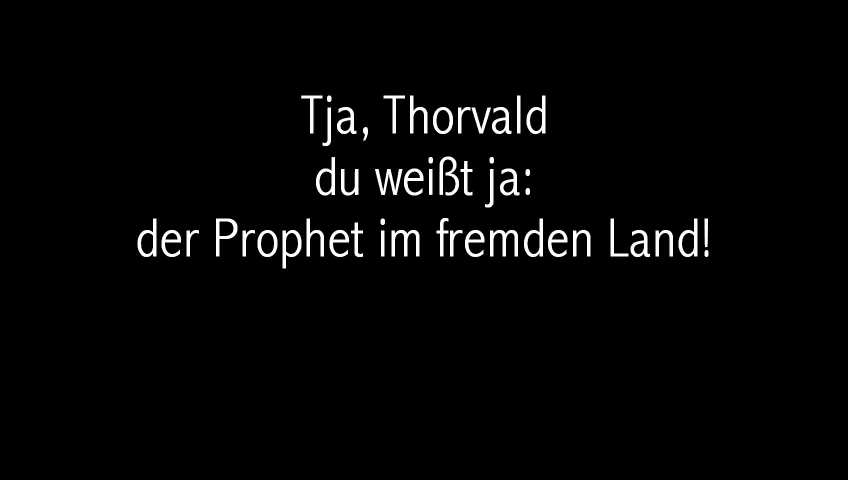 Tja, Thorvald
du weißt ja:
der Prophet im fremden Land!